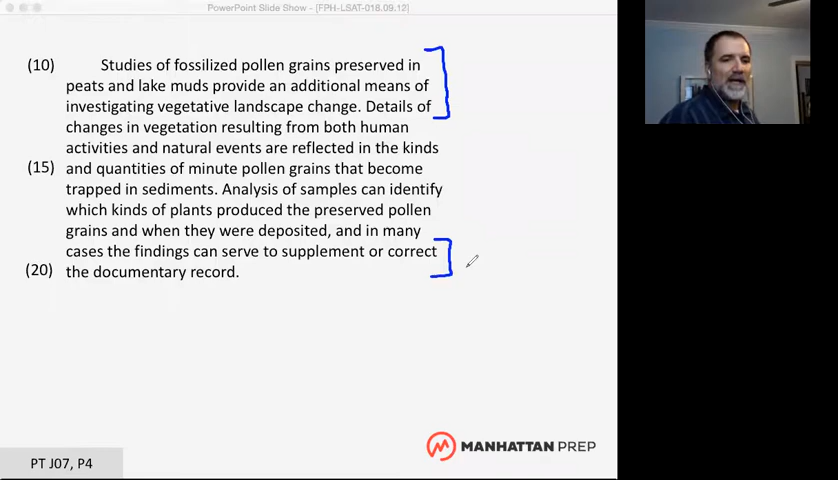 PowerPoint Slide Show - [FPH-LSAT-018.09.12]
(10) Studies of fossilized pollen grains preserved in
peats and lake muds provide an additional means of
investigating vegetative landscape change. Details of
changes in vegetation resulting from both human
activities and natural events are reflected in the kinds
(15) and quantities of minute pollen grains that become
trapped in sediments. Analysis of samples can identify
which kinds of plants produced the preserved pollen
grains and when they were deposited, and in many
cases the findings can serve to supplement or correct
(20) the documentary record.
MANHATTAN PREP
PT J07, P4